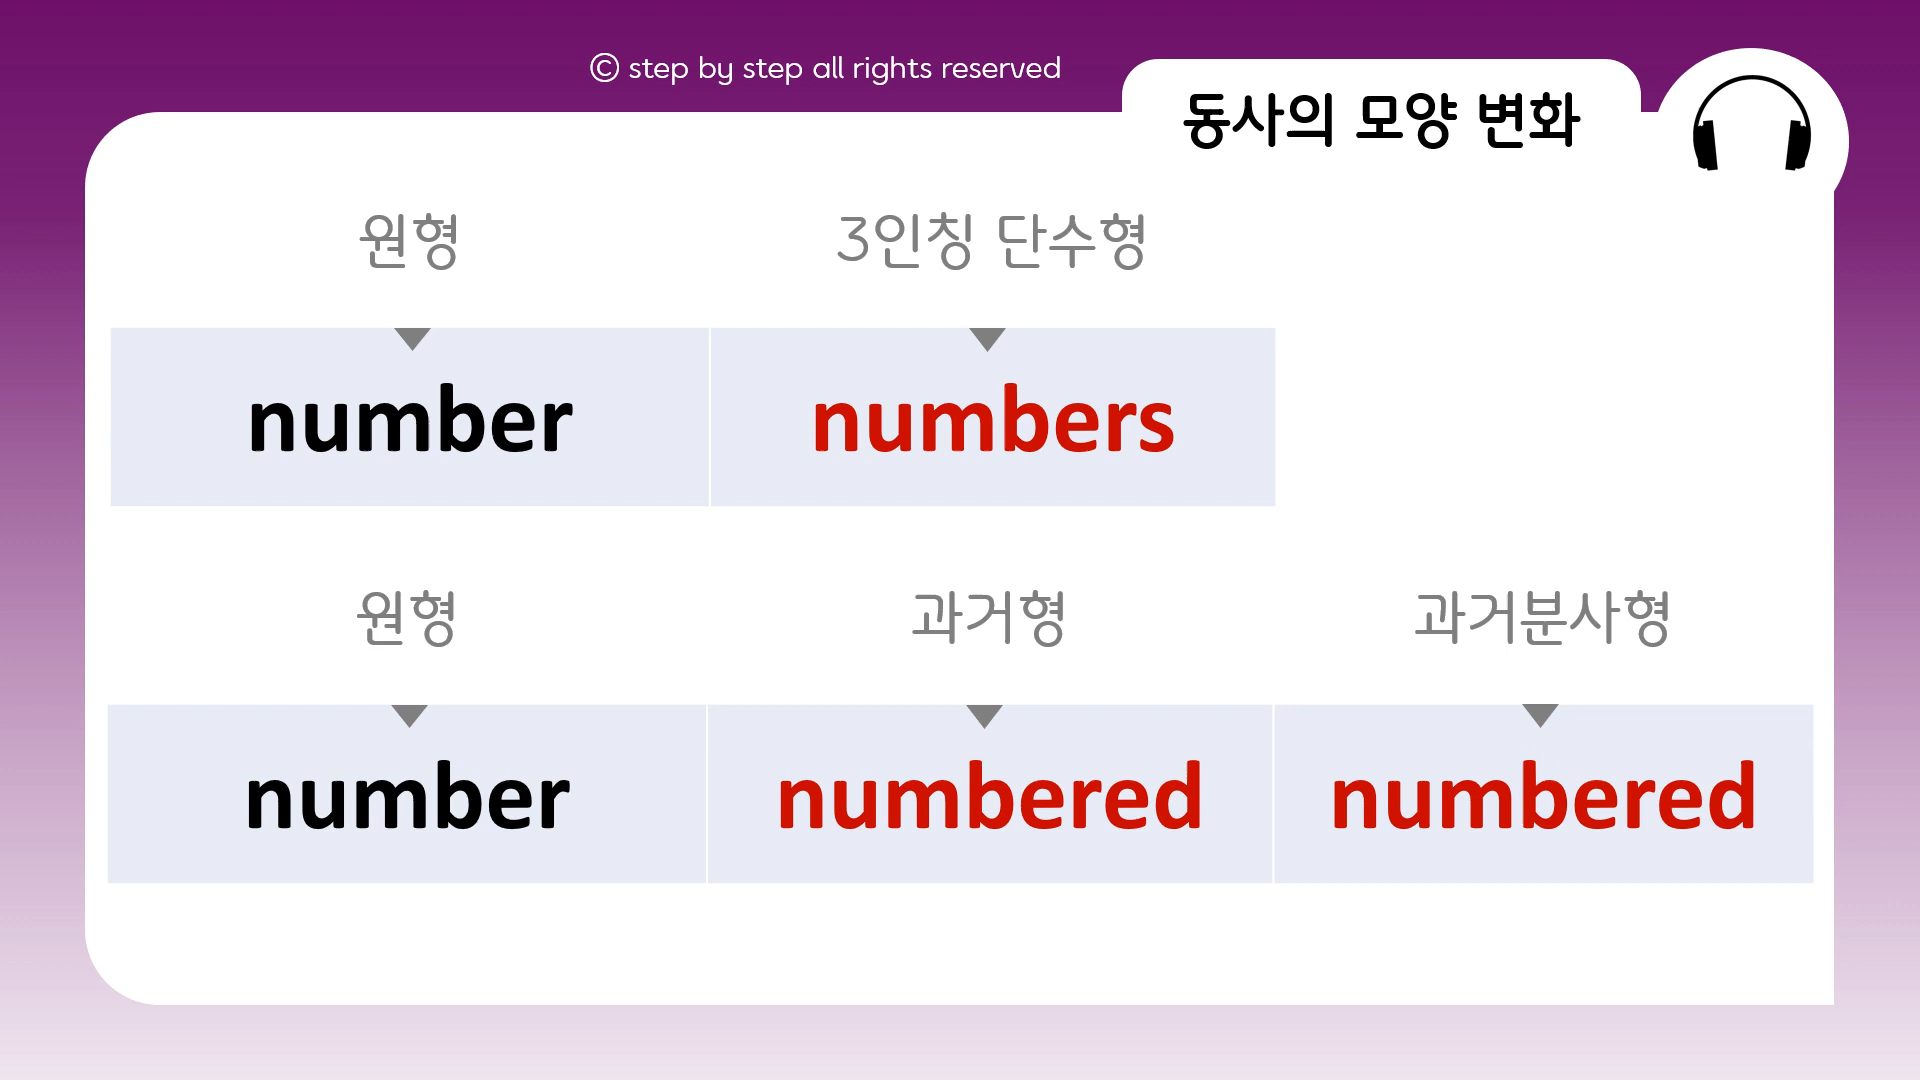 © step by step all rights reserved
동사의 모양 변화
원형 3인칭 단수형
number numbers
원형 과거형 과거분사형
number numbered numbered